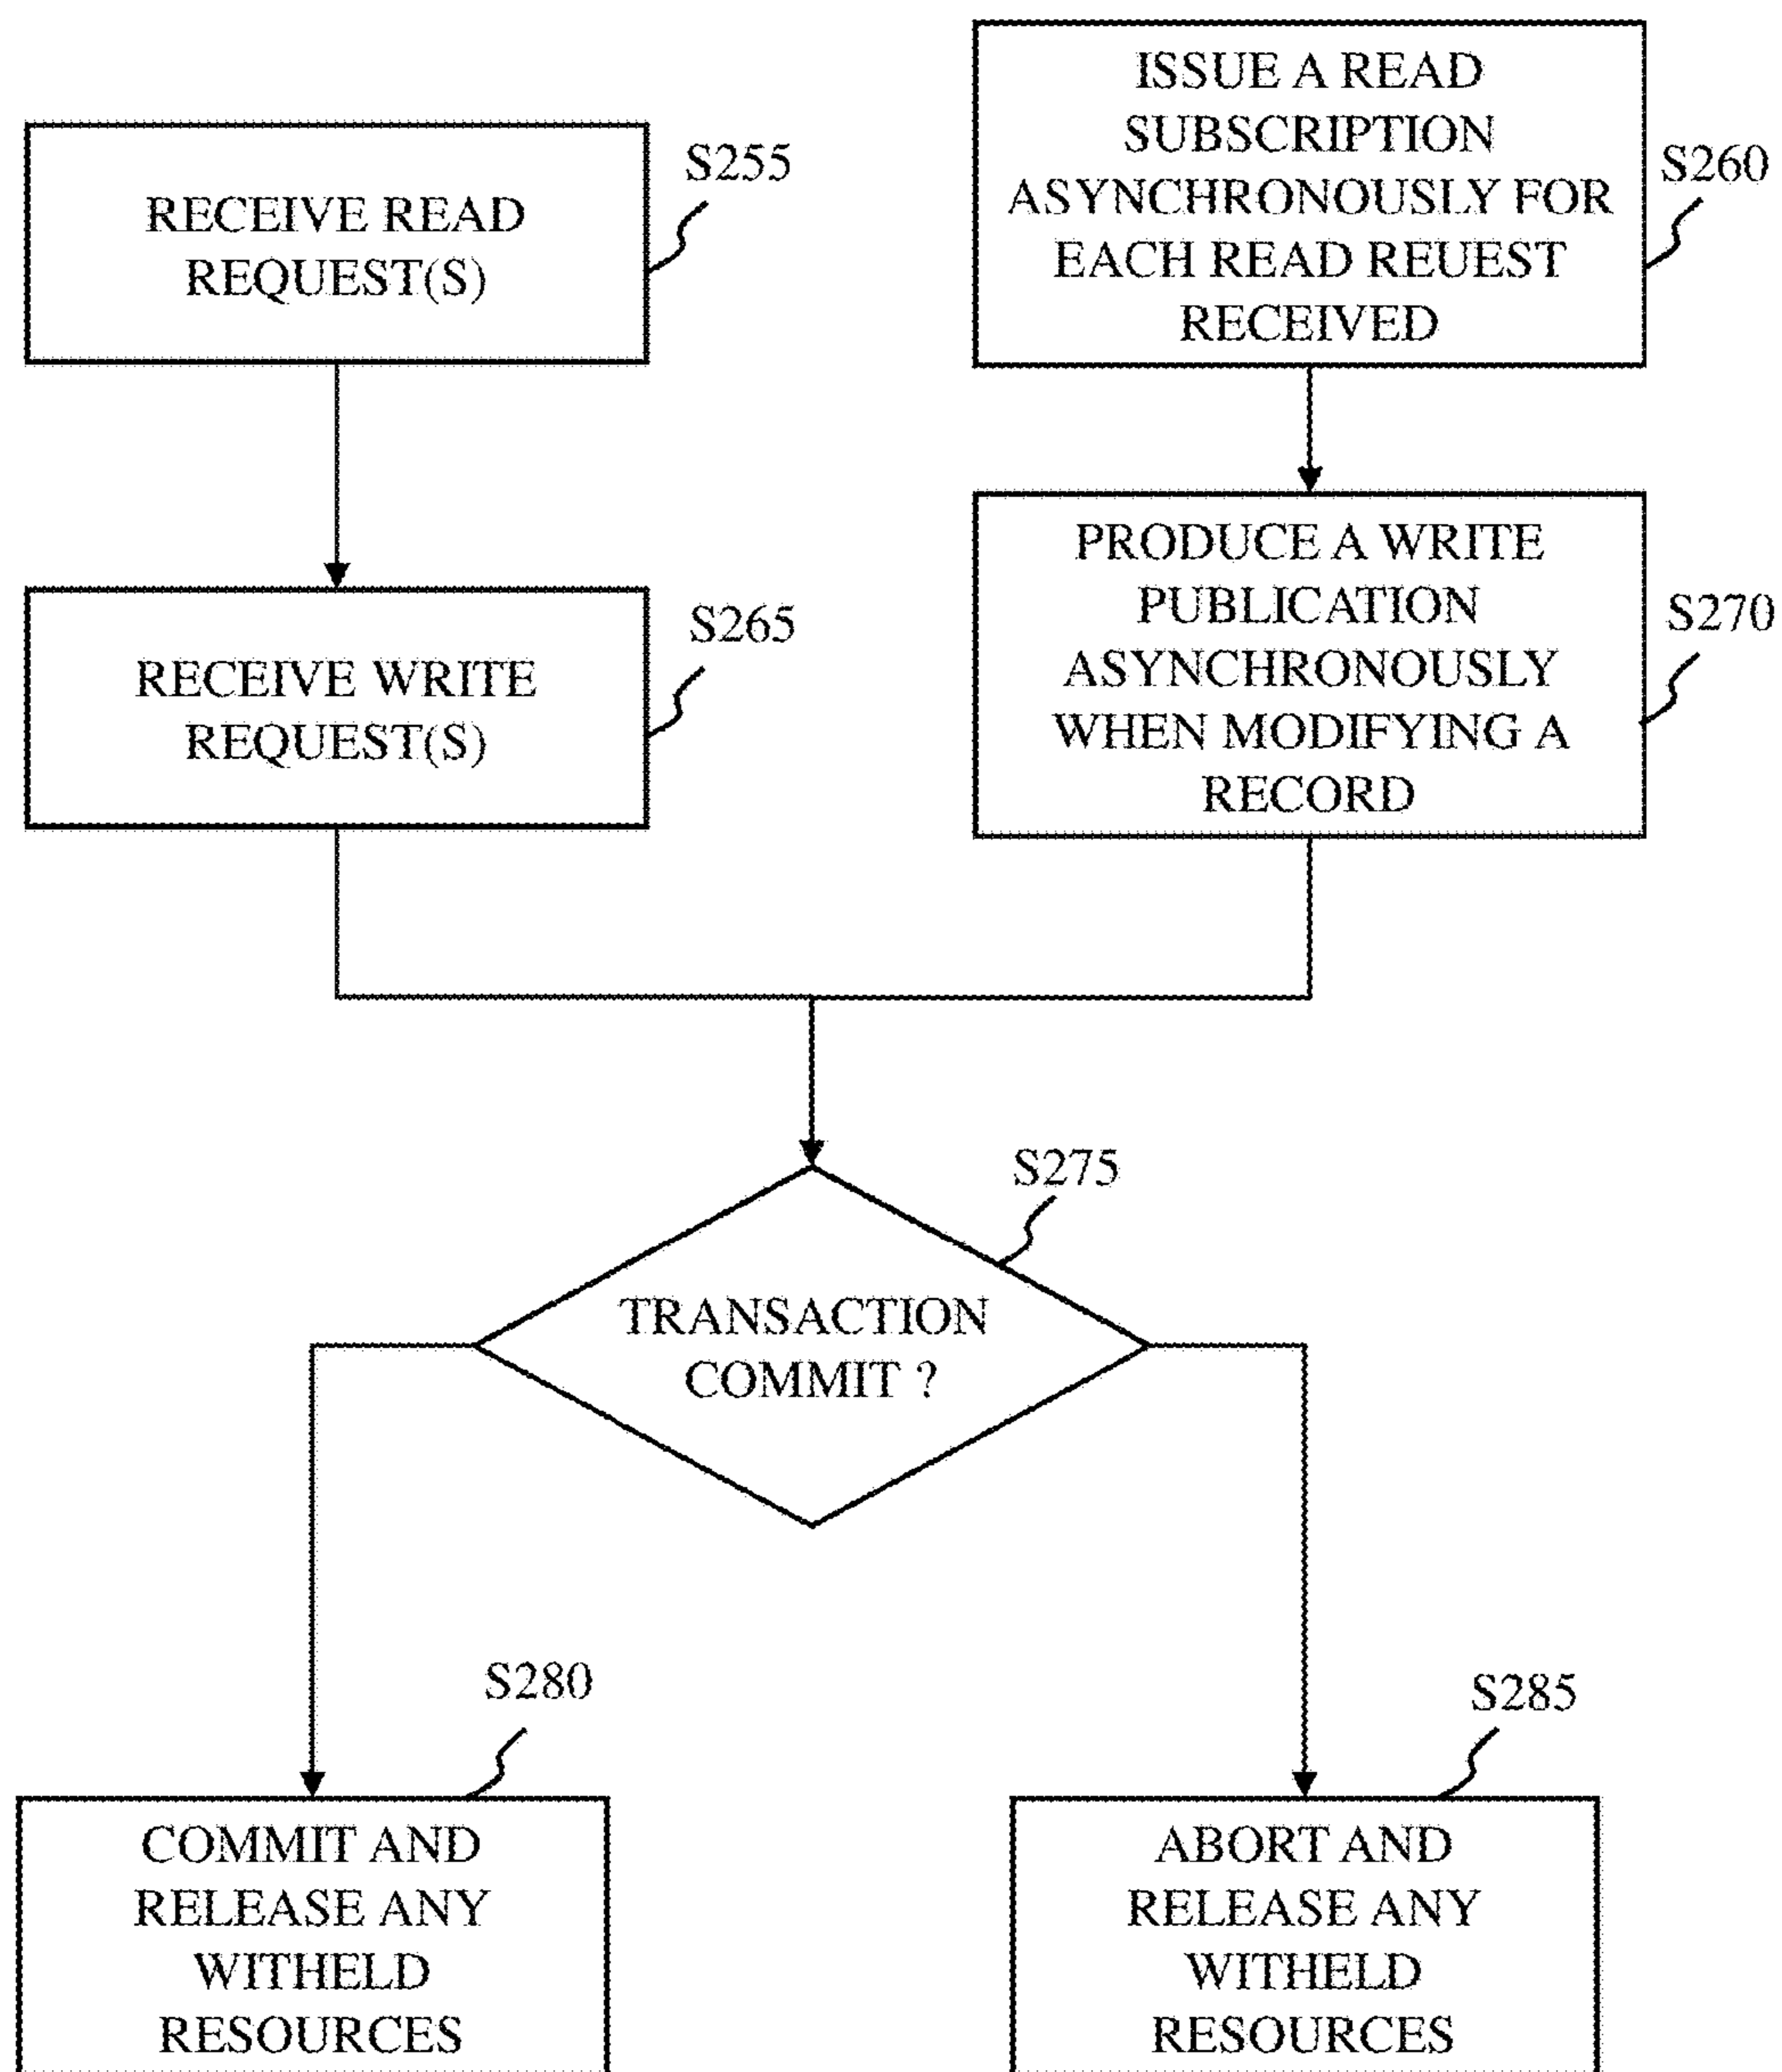 RECEIVE READ
REQUEST(S)
S255
ISSUE A READ
SUBSCRIPTION
ASYNCHRONOUSLY FOR
EACH READ REUEST
RECEIVED
S260
RECEIVE WRITE
REQUEST(S)
S265
PRODUCE A WRITE
PUBLICATION
ASYNCHRONOUSLY
WHEN MODIFYING A
RECORD
S270
TRANSACTION
COMMIT ?
S275
S280
COMMIT AND
RELEASE ANY
WITHELD
RESOURCES
S285
ABORT AND
RELEASE ANY
WITHELD
RESOURCES